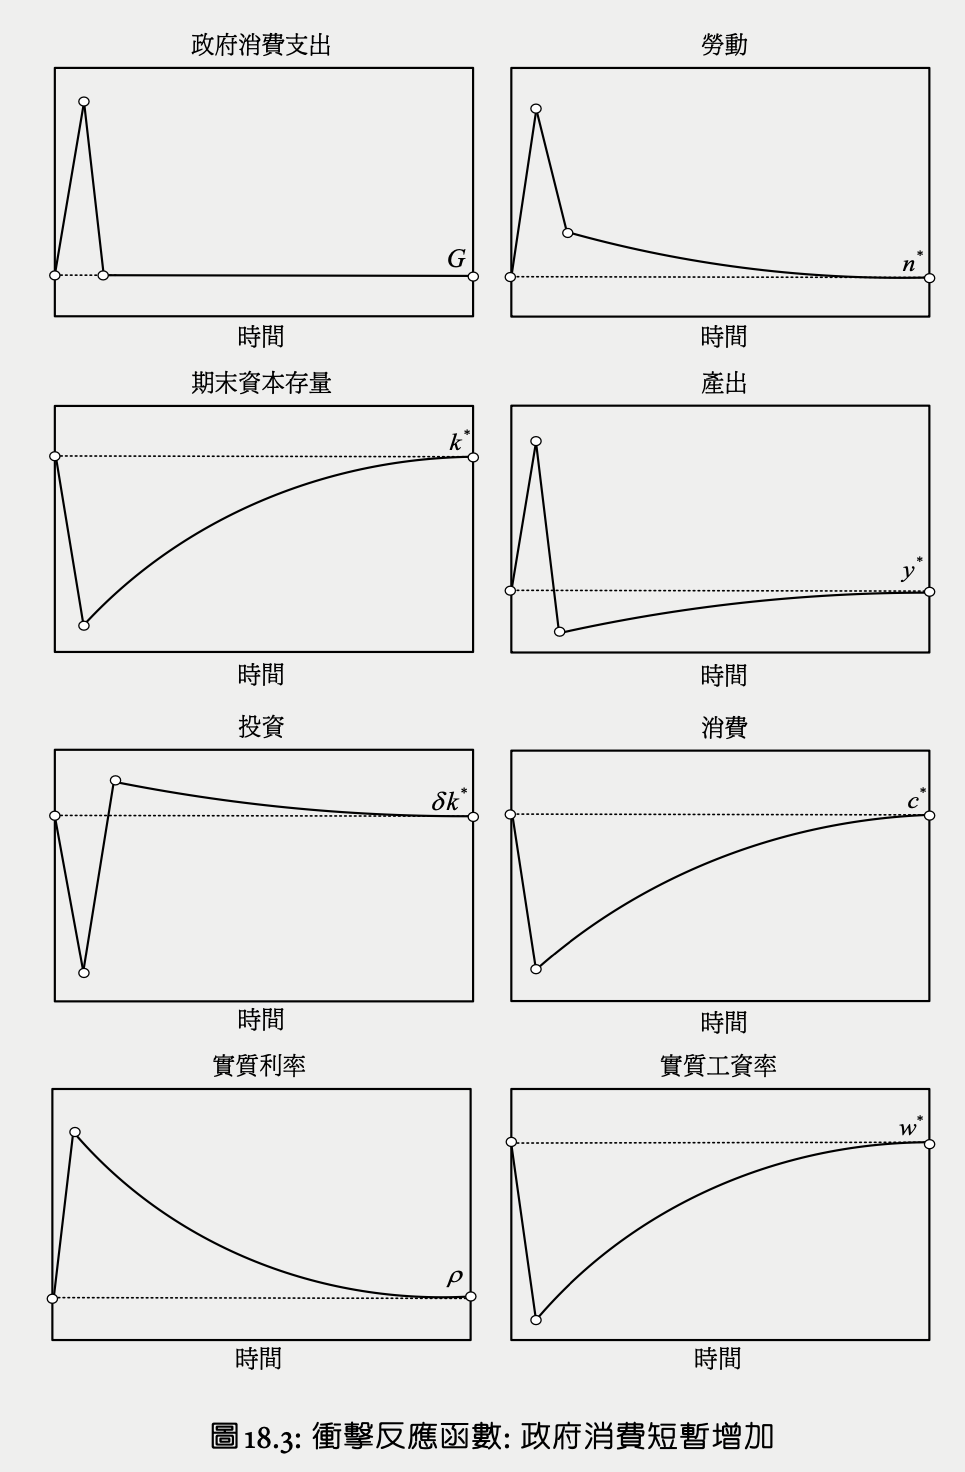 政府消費支出
勞動
G
n*
時間
時間
期末資本存量
產出
k*
y*
時間
時間
投資
消費
δk*
c*
時間
時間
實質利率
實質工資率
ρ
w*
時間
時間
圖18.3: 衝擊反應函數: 政府消費短暫增加